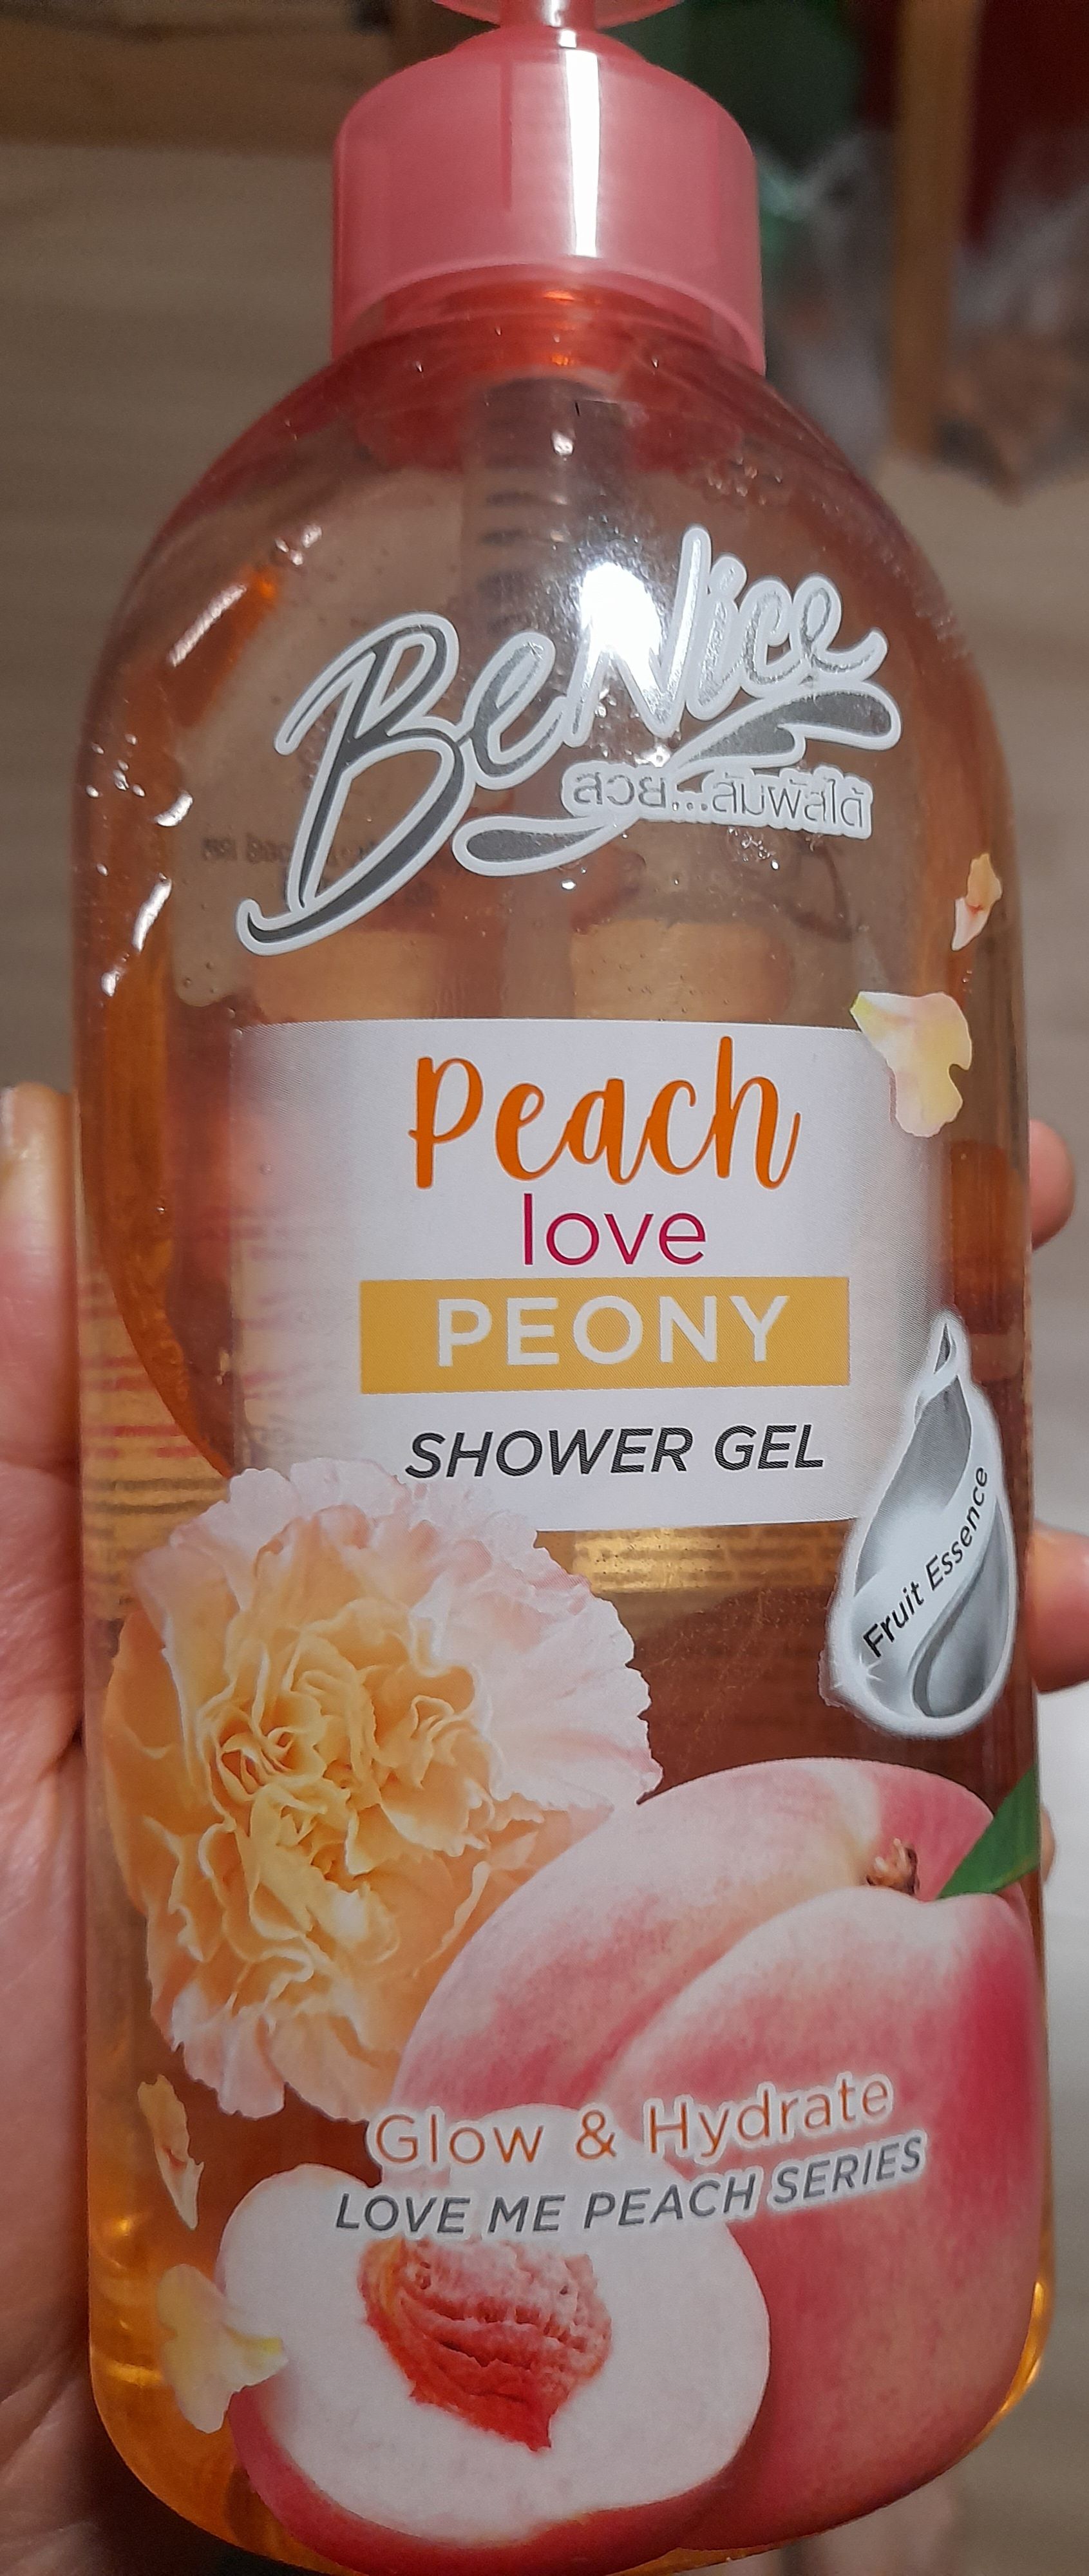 BeNice
สวย...สัมผัสได้
Peach
love
PEONY
SHOWER GEL
Fruit Essence
Glow & Hydrate
LOVE ME PEACH SERIES